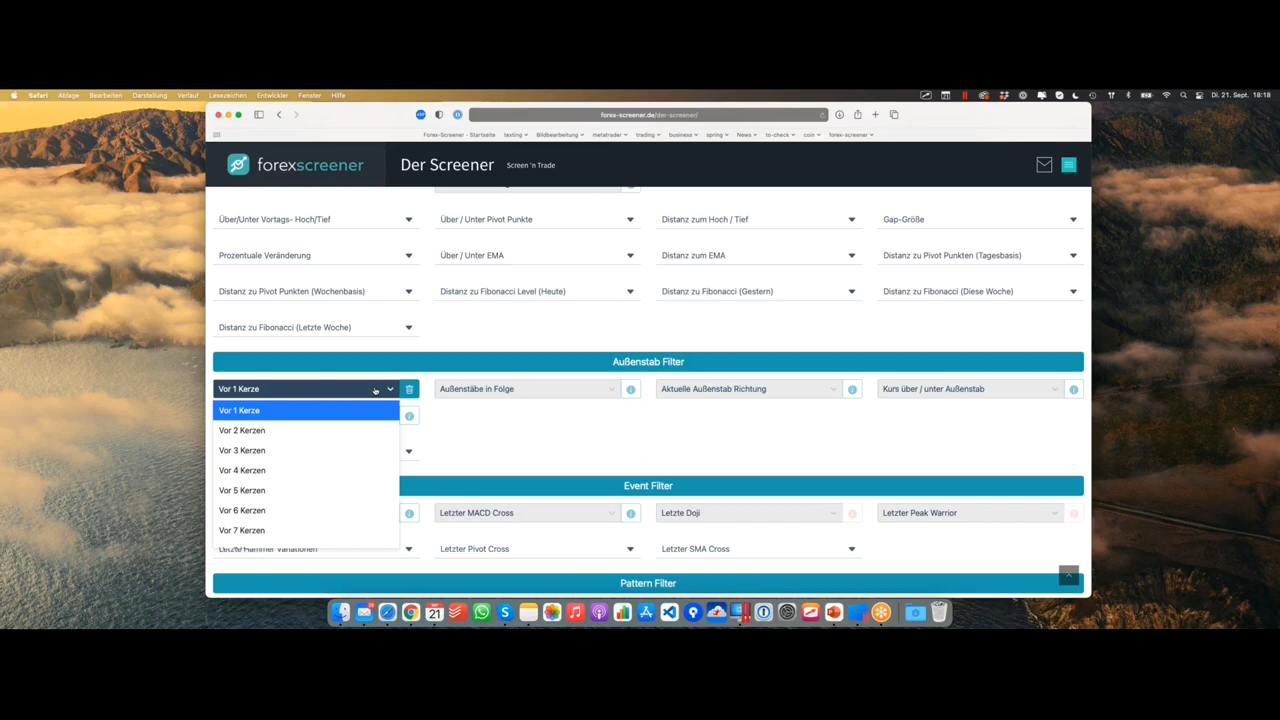 Safari Ablage Bearbeiten Darstellung Verlauf Lesezeichen Entwickler Fenster Hilfe
Di. 21. Sept. 18:18
forex-screener.de/der-screener/
Forex-Screener - Startseite texting Bildbearbeitung metatrader trading business spring News to-check coin forex-screener
forexscreener
Der Screener
Screen 'n Trade
Über/Unter Vortags- Hoch/Tief Über / Unter Pivot Punkte Distanz zum Hoch / Tief Gap-Größe
Prozentuale Veränderung Über / Unter EMA Distanz zum EMA Distanz zu Pivot Punkten (Tagesbasis)
Distanz zu Pivot Punkten (Wochenbasis) Distanz zu Fibonacci Level (Heute) Distanz zu Fibonacci (Gestern) Distanz zu Fibonacci (Diese Woche)
Distanz zu Fibonacci (Letzte Woche)
Außenstab Filter
Vor 1 Kerze Außenstäbe in Folge Aktuelle Außenstab Richtung Kurs über / unter Außenstab
Vor 1 Kerze
Vor 2 Kerzen
Vor 3 Kerzen
Vor 4 Kerzen
Vor 5 Kerzen
Vor 6 Kerzen
Vor 7 Kerzen
Event Filter
Letzter MACD Cross Letzte Doji Letzter Peak Warrior
Letzte Hammer Variationen Letzter Pivot Cross Letzter SMA Cross
Pattern Filter
21